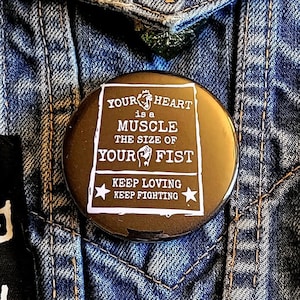 YOUR HEART
is a
MUSCLE
THE SIZE OF
YOUR FIST
KEEP LOVING
KEEP FIGHTING